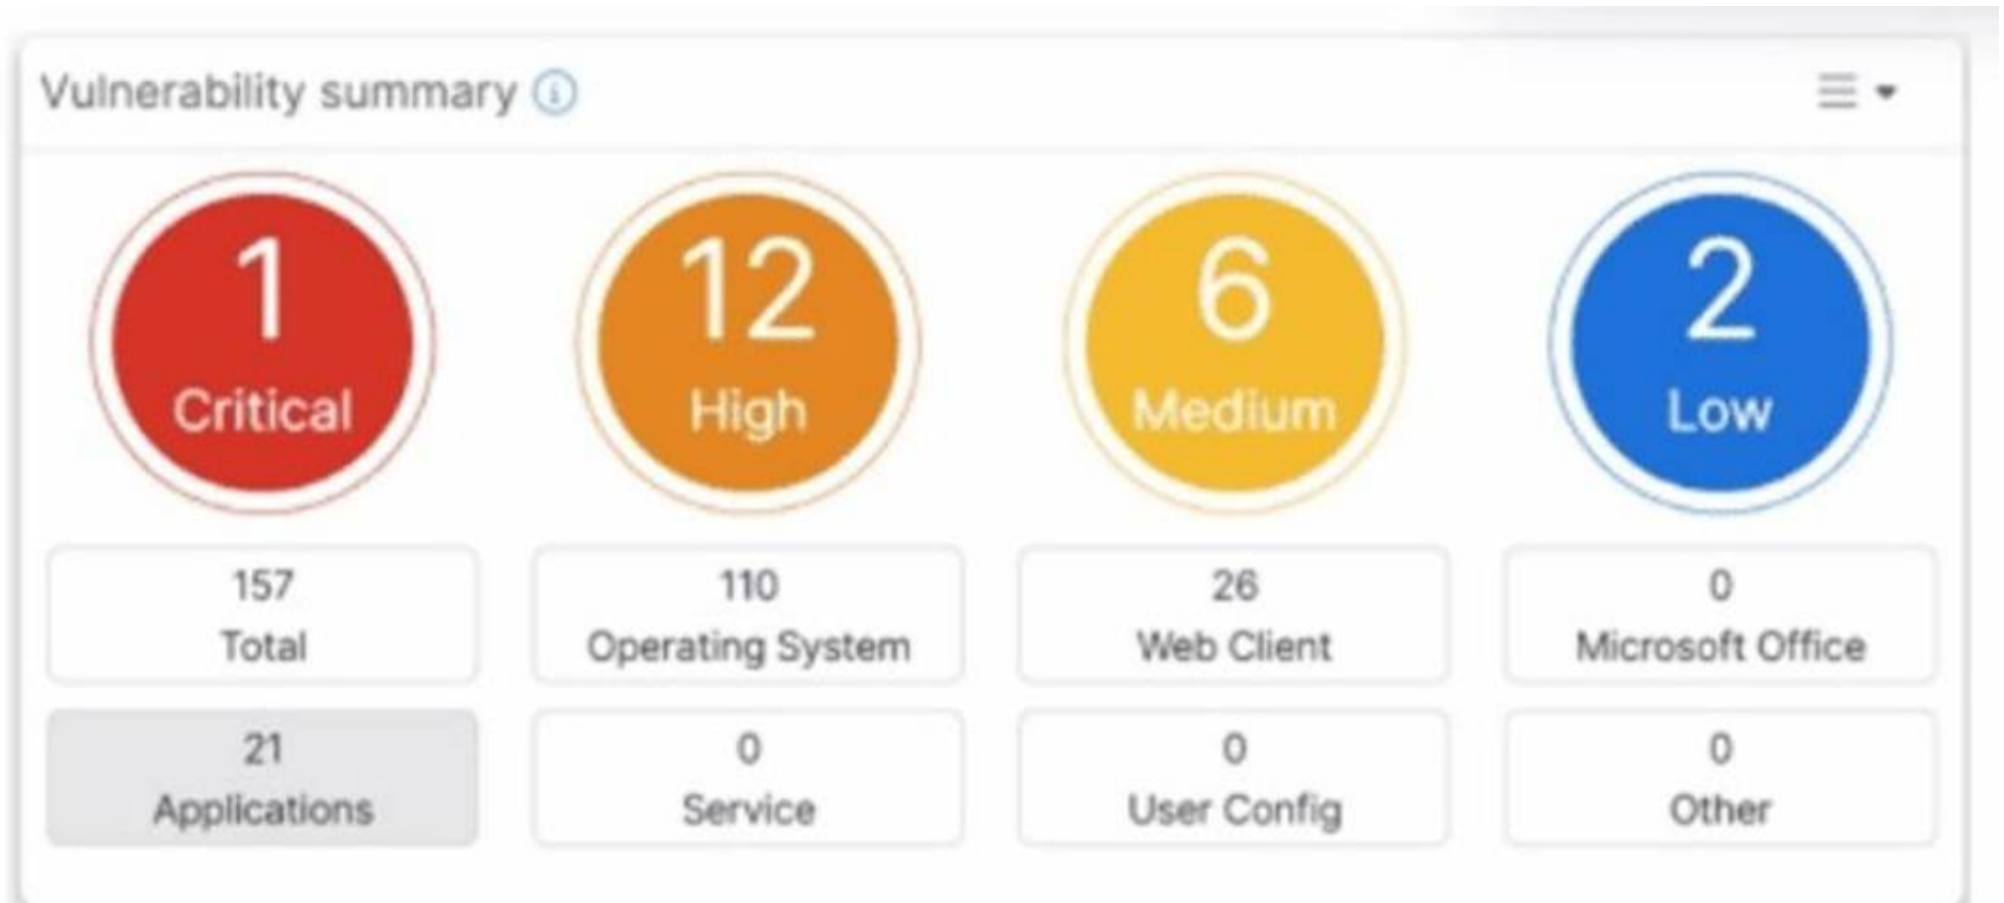 Vulnerability summary
1
Critical
12
High
6
Medium
2
Low
157
Total
110
Operating System
26
Web Client
0
Microsoft Office
21
Applications
0
Service
0
User Config
0
Other